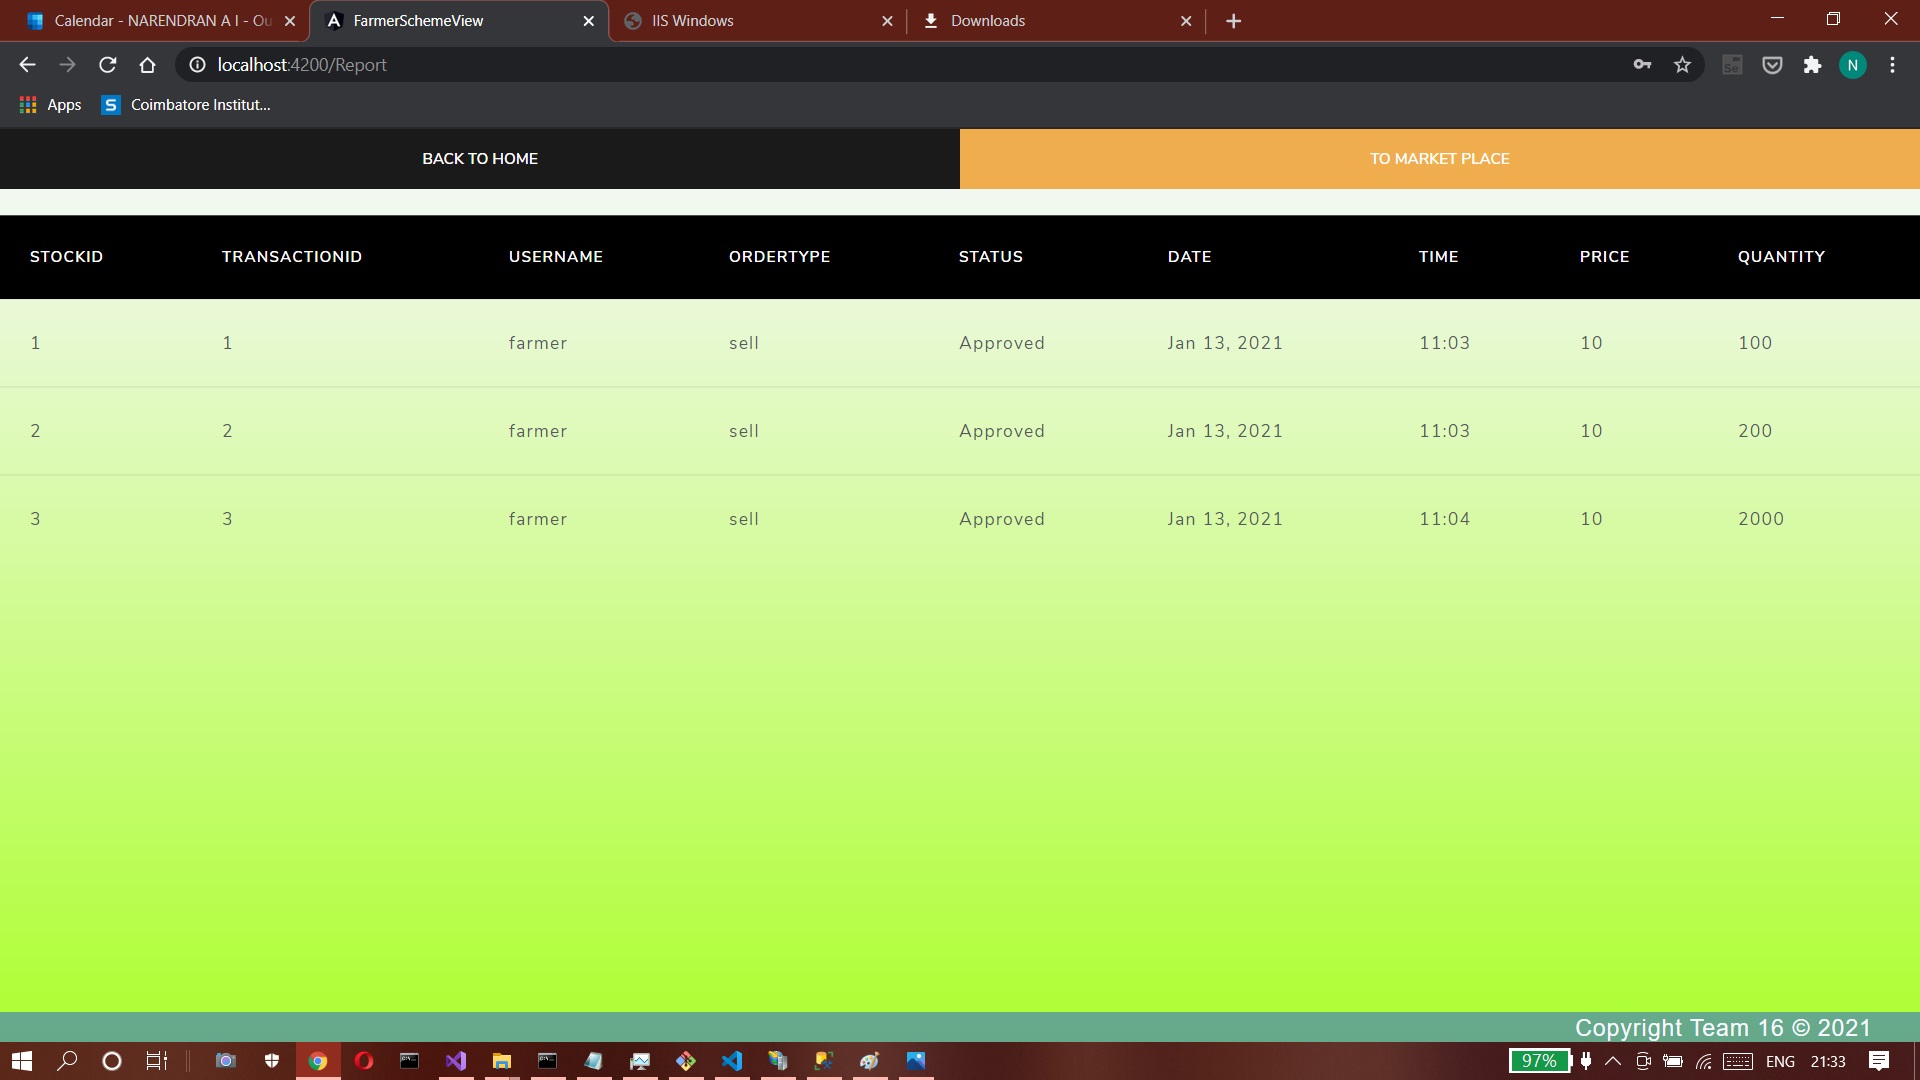 Calendar - NARENDRAN A I - Ou
FarmerSchemeView
IIS Windows
Downloads
localhost:4200/Report
Se
N
Apps
S
Coimbatore Institut...
BACK TO HOME
TO MARKET PLACE
STOCKID TRANSACTIONID USERNAME ORDERTYPE STATUS DATE TIME PRICE QUANTITY
1 1 farmer sell Approved Jan 13, 2021 11:03 10 100
2 2 farmer sell Approved Jan 13, 2021 11:03 10 200
3 3 farmer sell Approved Jan 13, 2021 11:04 10 2000
Copyright Team 16 © 2021
97%
ENG
21:33